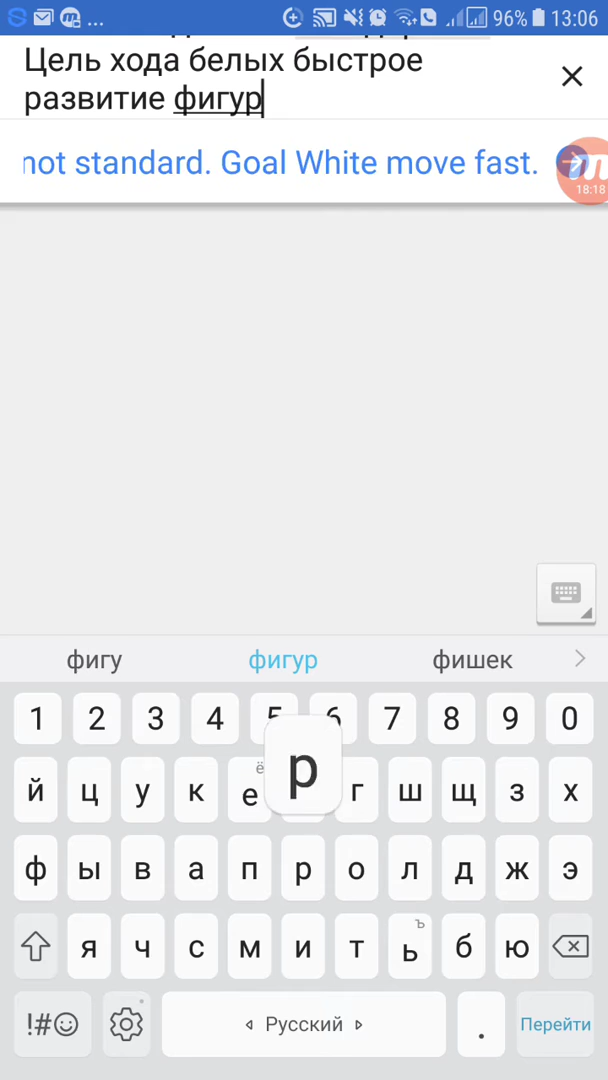 96% 13:06
Цель хода белых быстрое
развитие фигур
not standard. Goal White move fast.
18:18
фигу фигур фишек
1 2 3 4 5 6 7 8 9 0
р
й ц у к ё е г ш щ з х
ф ы в а п р о л д ж э
я ч с м и т ь ъ б ю
!#☺ Русский . Перейти